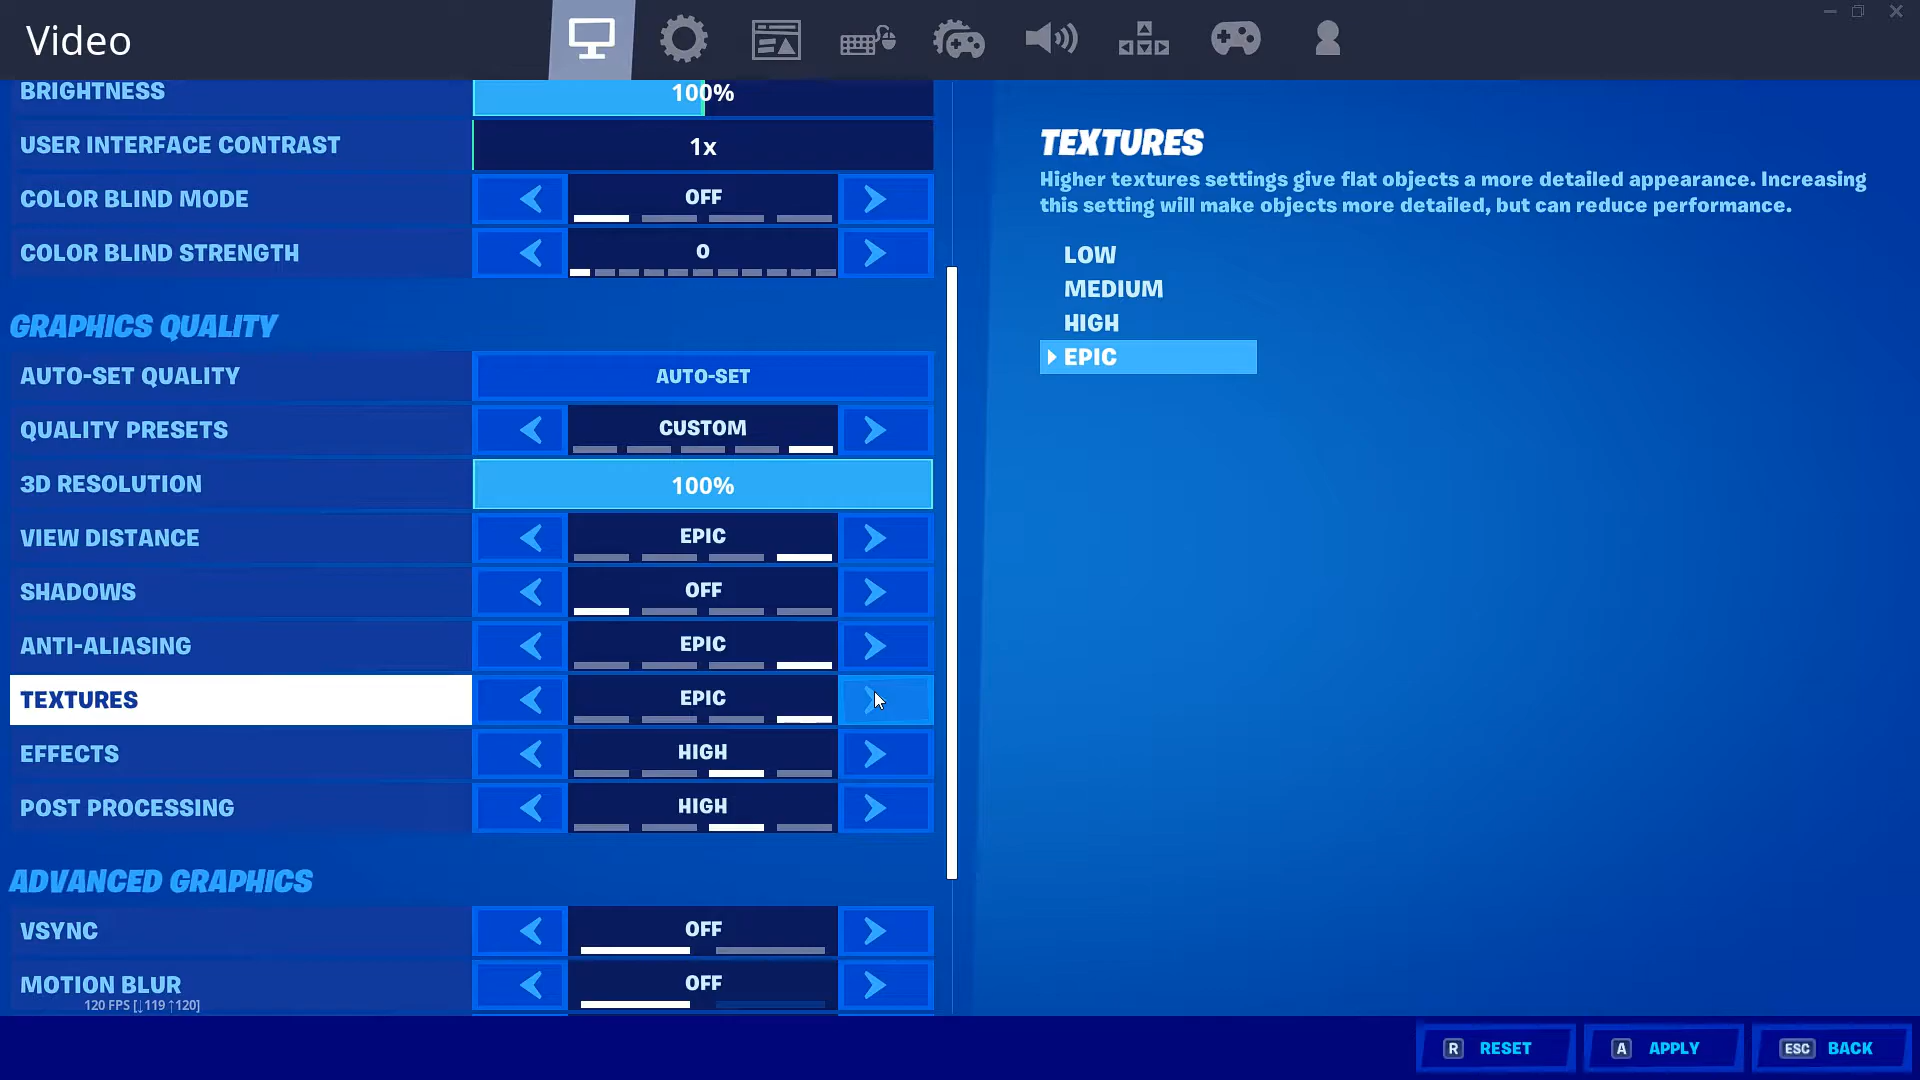 Video
BRIGHTNESS
100%
USER INTERFACE CONTRAST
1x
COLOR BLIND MODE
OFF
COLOR BLIND STRENGTH
0
GRAPHICS QUALITY
AUTO-SET QUALITY
AUTO-SET
QUALITY PRESETS
CUSTOM
3D RESOLUTION
100%
VIEW DISTANCE
EPIC
SHADOWS
OFF
ANTI-ALIASING
EPIC
TEXTURES
EPIC
EFFECTS
HIGH
POST PROCESSING
HIGH
ADVANCED GRAPHICS
VSYNC
OFF
MOTION BLUR
OFF
120 FPS [↓119 ↑120]
TEXTURES
Higher textures settings give flat objects a more detailed appearance. Increasing
this setting will make objects more detailed, but can reduce performance.
LOW
MEDIUM
HIGH
EPIC
R RESET
A APPLY
ESC BACK